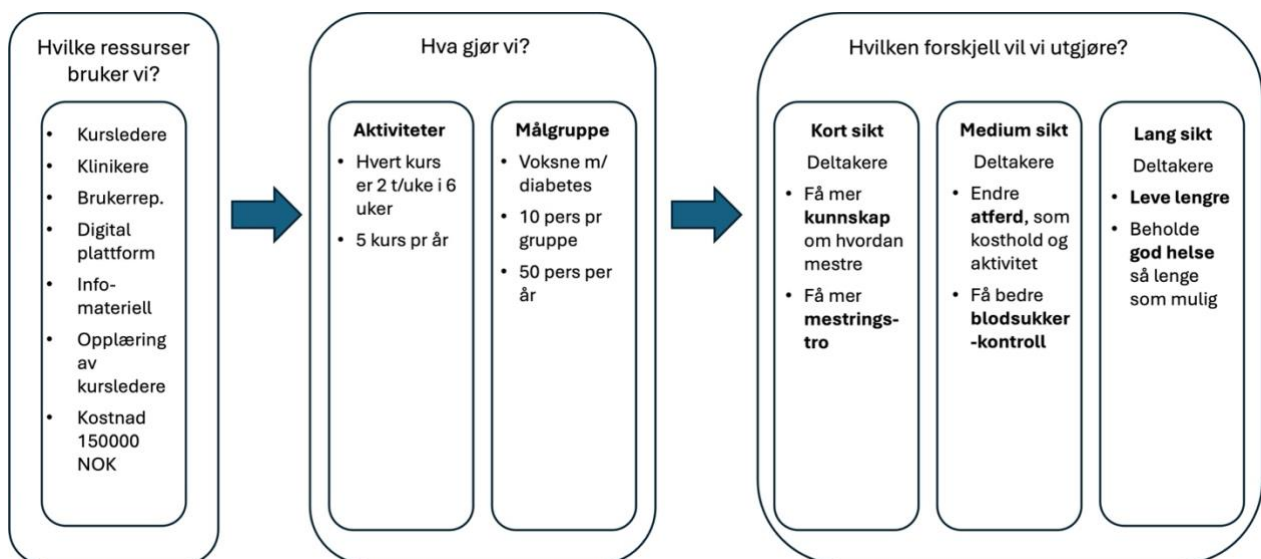 Hvilke ressurser
bruker vi?
• Kursledere
• Klinikere
• Brukerrep.
• Digital
plattform
• Info-
materiell
• Opplæring
av
kursledere
• Kostnad
150000
NOK
Hva gjør vi?
Aktiviteter
• Hvert kurs
er 2 t/uke i 6
uker
• 5 kurs pr år
Målgruppe
• Voksne m/
diabetes
• 10 pers pr
gruppe
• 50 pers per
år
Hvilken forskjell vil vi utgjøre?
Kort sikt
Deltakere
• Få mer
kunnskap
om hvordan
mestre
• Få mer
mestrings-
tro
Medium sikt
Deltakere
• Endre
atferd, som
kosthold og
aktivitet
• Få bedre
blodsukker
-kontroll
Lang sikt
Deltakere
• Leve lengre
• Beholde
god helse
så lenge
som mulig